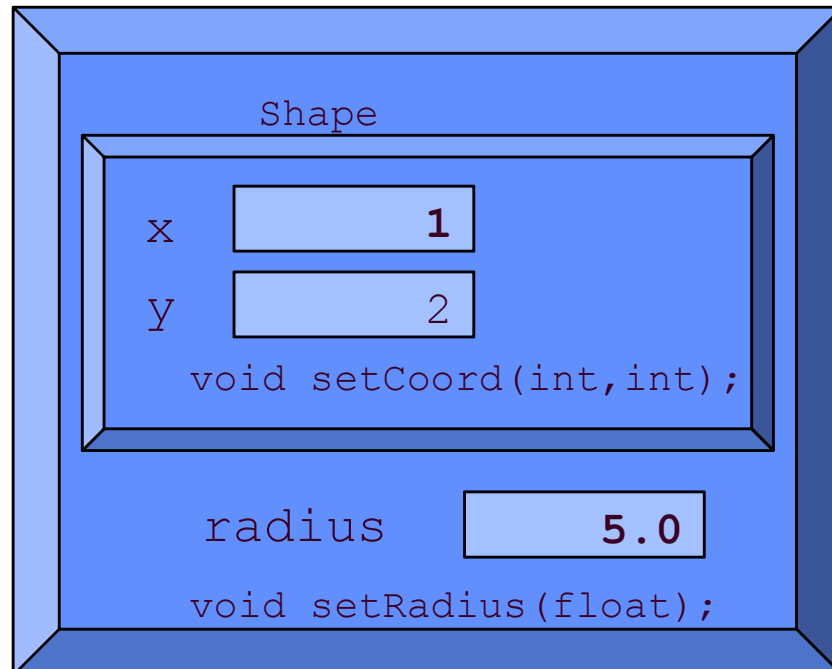 Shape
x 1
y 2
void setCoord(int,int);
radius 5.0
void setRadius(float);